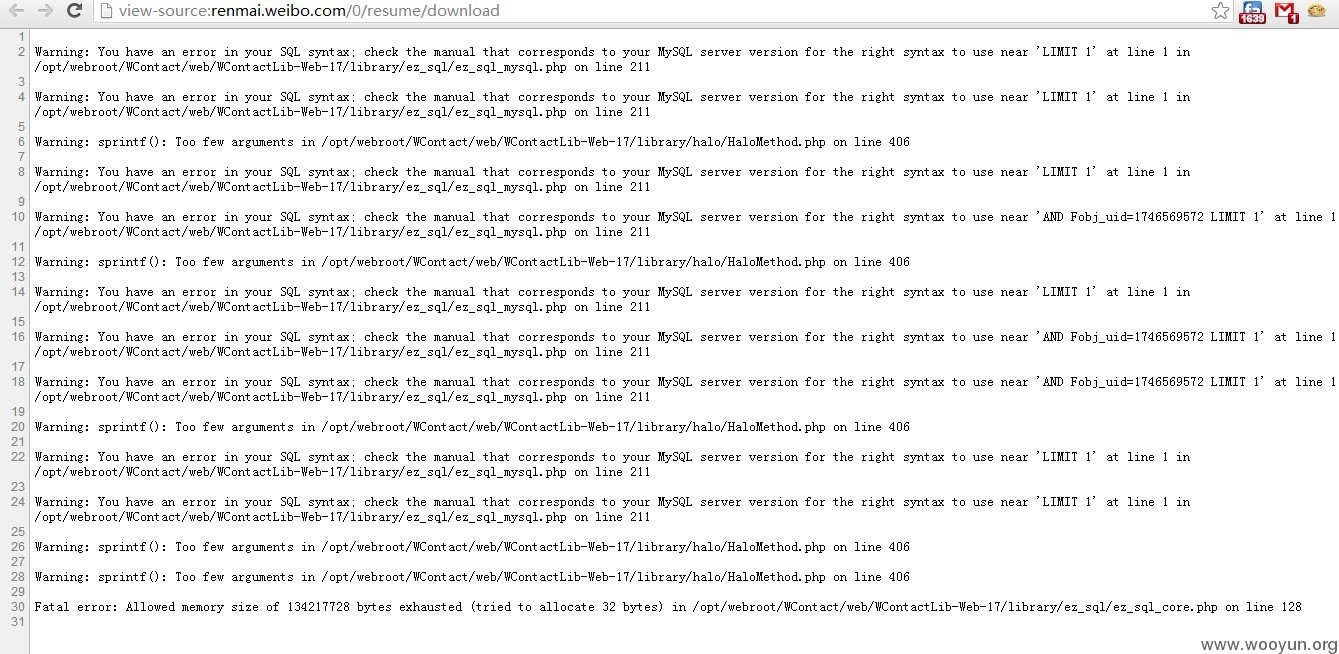 view-source:renmai.weibo.com/0/resume/download
1639
1
1
2 Warning: You have an error in your SQL syntax; check the manual that corresponds to your MySQL server version for the right syntax to use near 'LIMIT 1' at line 1 in
/opt/webroot/WContact/web/WContactLib-Web-17/library/ez_sql/ez_sql_mysql.php on line 211
3
4 Warning: You have an error in your SQL syntax; check the manual that corresponds to your MySQL server version for the right syntax to use near 'LIMIT 1' at line 1 in
/opt/webroot/WContact/web/WContactLib-Web-17/library/ez_sql/ez_sql_mysql.php on line 211
5
6 Warning: sprintf(): Too few arguments in /opt/webroot/WContact/web/WContactLib-Web-17/library/halo/HaloMethod.php on line 406
7
8 Warning: You have an error in your SQL syntax; check the manual that corresponds to your MySQL server version for the right syntax to use near 'LIMIT 1' at line 1 in
/opt/webroot/WContact/web/WContactLib-Web-17/library/ez_sql/ez_sql_mysql.php on line 211
9
10 Warning: You have an error in your SQL syntax; check the manual that corresponds to your MySQL server version for the right syntax to use near 'AND Fobj_uid=1746569572 LIMIT 1' at line 1
/opt/webroot/WContact/web/WContactLib-Web-17/library/ez_sql/ez_sql_mysql.php on line 211
11
12 Warning: sprintf(): Too few arguments in /opt/webroot/WContact/web/WContactLib-Web-17/library/halo/HaloMethod.php on line 406
13
14 Warning: You have an error in your SQL syntax; check the manual that corresponds to your MySQL server version for the right syntax to use near 'LIMIT 1' at line 1 in
/opt/webroot/WContact/web/WContactLib-Web-17/library/ez_sql/ez_sql_mysql.php on line 211
15
16 Warning: You have an error in your SQL syntax; check the manual that corresponds to your MySQL server version for the right syntax to use near 'AND Fobj_uid=1746569572 LIMIT 1' at line 1
/opt/webroot/WContact/web/WContactLib-Web-17/library/ez_sql/ez_sql_mysql.php on line 211
17
18 Warning: You have an error in your SQL syntax; check the manual that corresponds to your MySQL server version for the right syntax to use near 'AND Fobj_uid=1746569572 LIMIT 1' at line 1
/opt/webroot/WContact/web/WContactLib-Web-17/library/ez_sql/ez_sql_mysql.php on line 211
19
20 Warning: sprintf(): Too few arguments in /opt/webroot/WContact/web/WContactLib-Web-17/library/halo/HaloMethod.php on line 406
21
22 Warning: You have an error in your SQL syntax; check the manual that corresponds to your MySQL server version for the right syntax to use near 'LIMIT 1' at line 1 in
/opt/webroot/WContact/web/WContactLib-Web-17/library/ez_sql/ez_sql_mysql.php on line 211
23
24 Warning: You have an error in your SQL syntax; check the manual that corresponds to your MySQL server version for the right syntax to use near 'LIMIT 1' at line 1 in
/opt/webroot/WContact/web/WContactLib-Web-17/library/ez_sql/ez_sql_mysql.php on line 211
25
26 Warning: sprintf(): Too few arguments in /opt/webroot/WContact/web/WContactLib-Web-17/library/halo/HaloMethod.php on line 406
27
28 Warning: sprintf(): Too few arguments in /opt/webroot/WContact/web/WContactLib-Web-17/library/halo/HaloMethod.php on line 406
29
30 Fatal error: Allowed memory size of 134217728 bytes exhausted (tried to allocate 32 bytes) in /opt/webroot/WContact/web/WContactLib-Web-17/library/ez_sql/ez_sql_core.php on line 128
31
www.wooyun.org